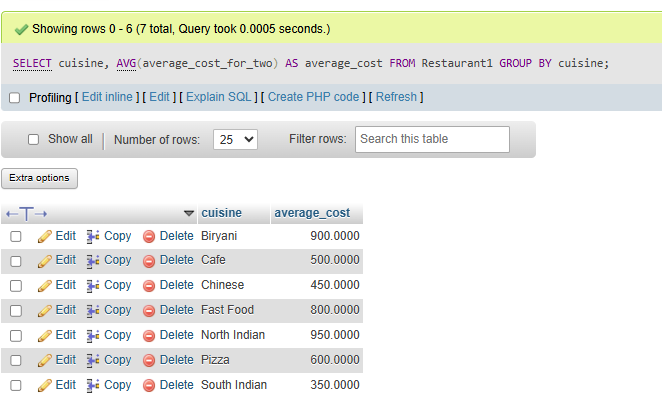 Showing rows 0 - 6 (7 total, Query took 0.0005 seconds.)
SELECT cuisine, AVG(average_cost_for_two) AS average_cost FROM Restaurant1 GROUP BY cuisine;
Profiling [ Edit inline ] [ Edit ] [ Explain SQL ] [ Create PHP code ] [ Refresh ]
Show all Number of rows: 25 Filter rows: Search this table
Extra options
cuisine average_cost
Edit Copy Delete Biryani 900.0000
Edit Copy Delete Cafe 500.0000
Edit Copy Delete Chinese 450.0000
Edit Copy Delete Fast Food 800.0000
Edit Copy Delete North Indian 950.0000
Edit Copy Delete Pizza 600.0000
Edit Copy Delete South Indian 350.0000